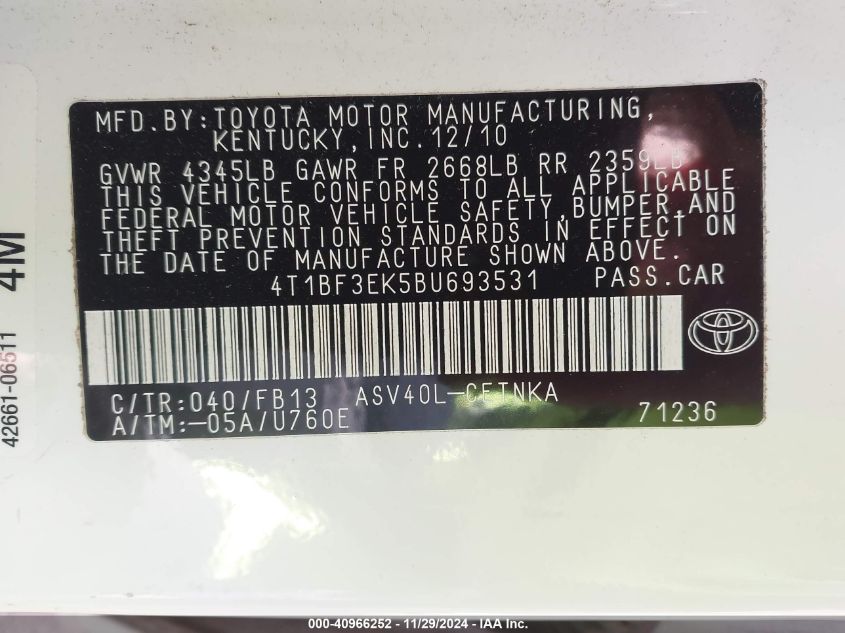 MFD.BY:TOYOTA MOTOR MANUFACTURING,
KENTUCKY,INC.12/10
GVWR 4345LB GAWR FR 2668LB RR 2359LB
THIS VEHICLE CONFORMS TO ALL APPLICABLE
FEDERAL MOTOR VEHICLE SAFETY,BUMPER,AND
THEFT PREVENTION STANDARDS IN EFFECT ON
THE DATE OF MANUFACTURE SHOWN ABOVE.
4T1BF3EK5BU693531 PASS.CAR
C/TR:040/FB13 ASV40L-CETNKA
A/TM:-05A/U760E 71236
42661-06511 4M
000-40966252 - 11/29/2024 - IAA Inc.